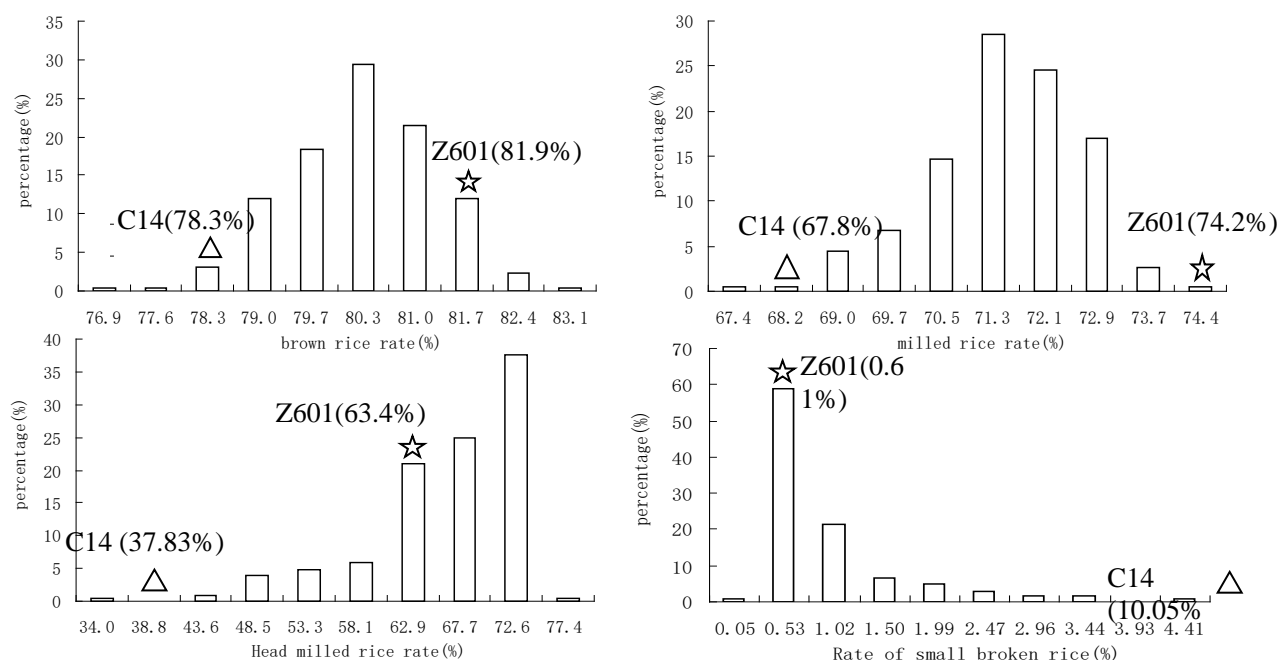 35
30
25
20
15
10
5
0
percentage(%)
Z601(81.9%)
C14(78.3%)
76.9 77.6 78.3 79.0 79.7 80.3 81.0 81.7 82.4 83.1
brown rice rate(%)
30
25
20
15
10
5
0
percentage(%)
C14 (67.8%)
Z601(74.2%)
67.4 68.2 69.0 69.7 70.5 71.3 72.1 72.9 73.7 74.4
milled rice rate(%)
40
35
30
25
20
15
10
5
0
percentage(%)
Z601(63.4%)
C14 (37.83%)
34.0 38.8 43.6 48.5 53.3 58.1 62.9 67.7 72.6 77.4
Head milled rice rate(%)
70
60
50
40
30
20
10
0
percentage(%)
Z601(0.6
1%)
C14
(10.05%
0.05 0.53 1.02 1.50 1.99 2.47 2.96 3.44 3.93 4.41
Rate of small broken rice(%)